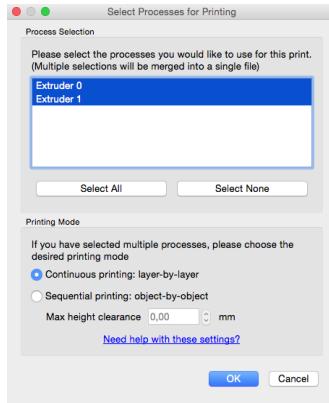 Select Processes for Printing
Process Selection
Please select the processes you would like to use for this print.
(Multiple selections will be merged into a single file)
Extruder 0
Extruder 1
Select All Select None
Printing Mode
If you have selected multiple processes, please choose the
desired printing mode
Continuous printing: layer-by-layer
Sequential printing: object-by-object
Max height clearance 0,00 mm
Need help with these settings?
OK Cancel